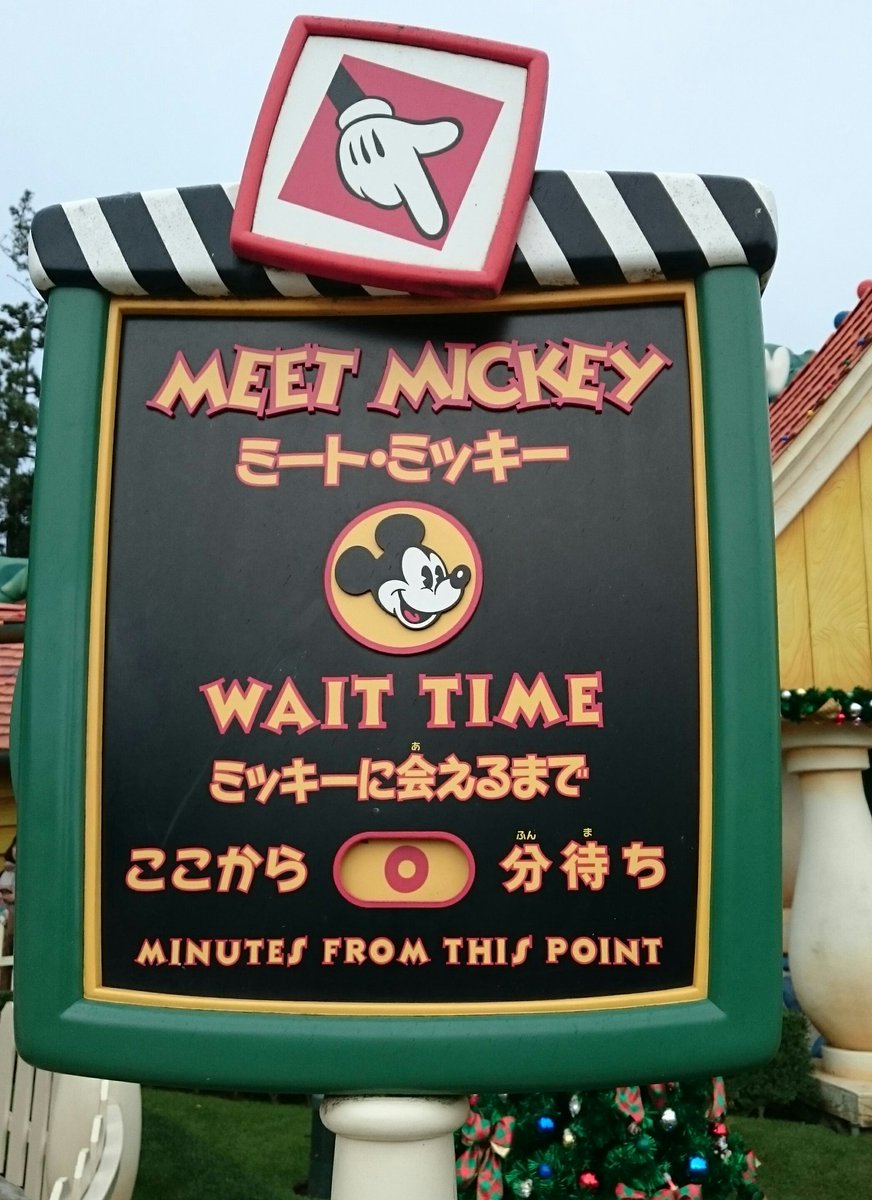 MEET MICKEY
ミート・ミッキー
WAIT TIME
ミッキーに会えるまで
ここから 0 分待ち
MINUTES FROM THIS POINT